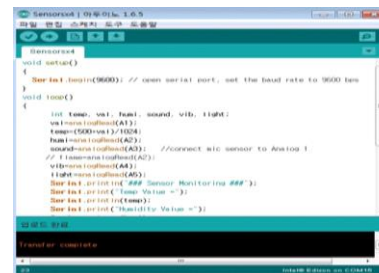 Sensorsx4 | 아두이노 1.6.5
파일 편집 스케치 도구 도움말
Sensorsx4
void setup()
{
Serial.begin(9600); // open serial port, set the baud rate to 9600 bps
}
void loop()
{
int temp, val, humi, sound, vib, light;
val=analogRead(A1);
temp=(500*val)/1024;
humi=analogRead(A2);
sound=analogRead(A3); //connect mic sensor to Analog 1
// flame=analogRead(A2);
vib=analogRead(A4);
light=analogRead(A5);
Serial.println("### Sensor Monitoring ###");
Serial.print("Temp Value =");
Serial.println(temp);
Serial.print("Humidity Value =");
업로드 완료
Transfer complete
23
Intel® Edison on COM15